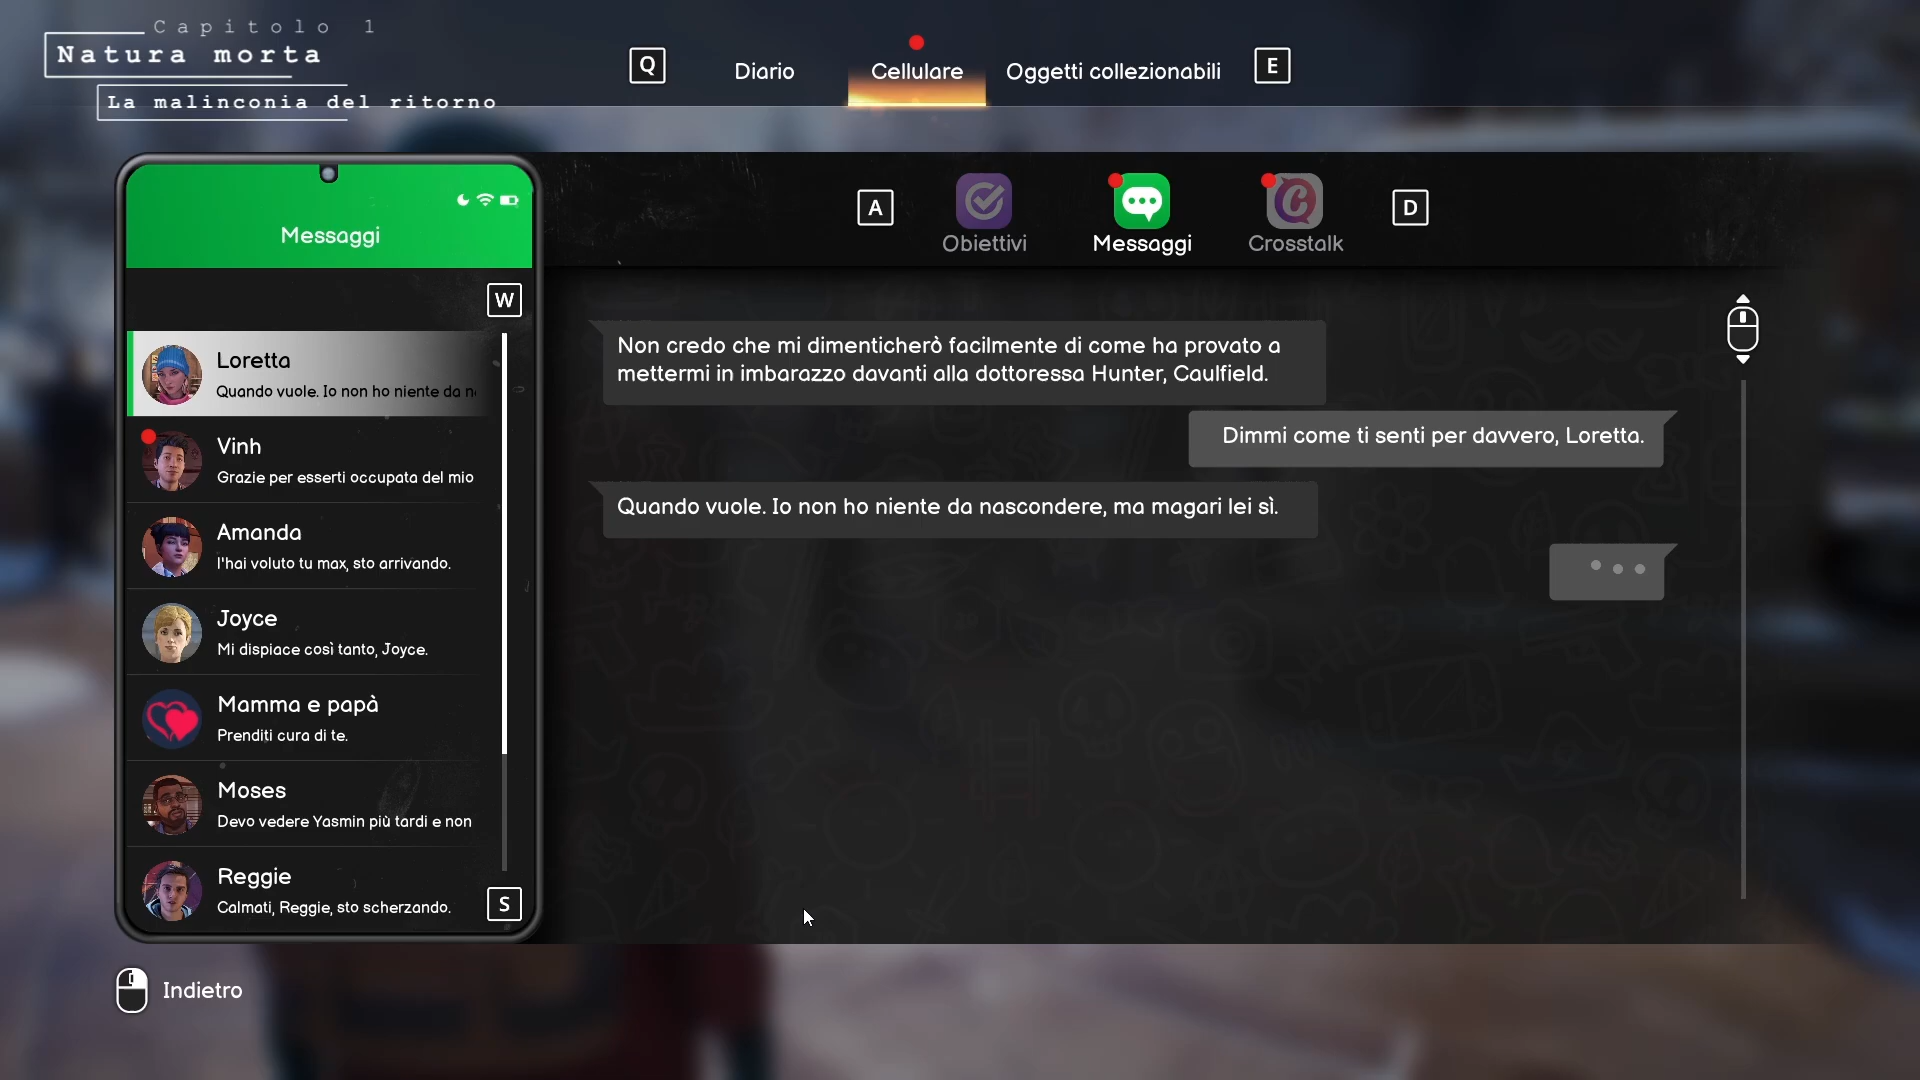 Capitolo 1
Natura morta
La malinconia del ritorno
Q
Diario
Cellulare
Oggetti collezionabili
E
Messaggi
A
Obiettivi
Messaggi
Crosstalk
D
W
Loretta
Quando vuole. Io non ho niente da n
Vinh
Grazie per esserti occupata del mio
Amanda
l'hai voluto tu max, sto arrivando.
Joyce
Mi dispiace così tanto, Joyce.
Mamma e papà
Prenditi cura di te.
Moses
Devo vedere Yasmin più tardi e non
Reggie
Calmati, Reggie, sto scherzando.
S
Non credo che mi dimenticherò facilmente di come ha provato a
mettermi in imbarazzo davanti alla dottoressa Hunter, Caulfield.
Dimmi come ti senti per davvero, Loretta.
Quando vuole. Io non ho niente da nascondere, ma magari lei sì.
Indietro